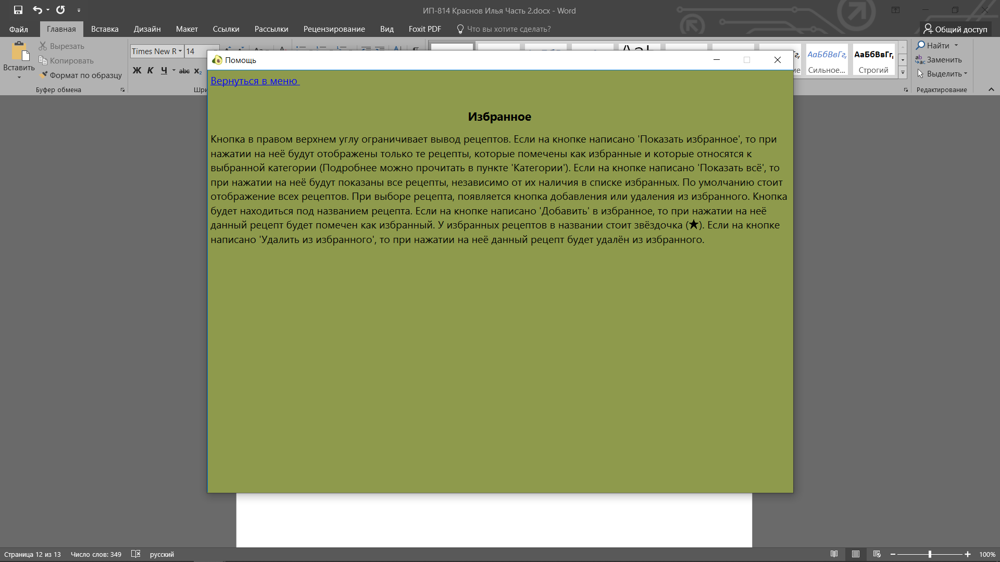 ИП-814 Краснов Илья Часть 2.docx - Word
Файл
Главная
Вставка
Дизайн
Макет
Ссылки
Рассылки
Рецензирование
Вид
Foxit PDF
Что вы хотите сделать?
Общий доступ
Вставить
Вырезать
Копировать
Формат по образцу
Буфер обмена
Times New R
14
Ж К Ч abc x₂
АаБбВвГг,
АаБбВвГг,
Сильное...
Строгий
Найти
Заменить
Выделить
Редактирование
Помощь
Вернуться в меню
Избранное
Кнопка в правом верхнем углу ограничивает вывод рецептов. Если на кнопке написано 'Показать избранное', то при
нажатии на неё будут отображены только те рецепты, которые помечены как избранные и которые относятся к
выбранной категории (Подробнее можно прочитать в пункте 'Категории'). Если на кнопке написано 'Показать всё', то
при нажатии на неё будут показаны все рецепты, независимо от их наличия в списке избранных. По умолчанию стоит
отображение всех рецептов. При выборе рецепта, появляется кнопка добавления или удаления из избранного. Кнопка
будет находиться под названием рецепта. Если на кнопке написано 'Добавить' в избранное, то при нажатии на неё
данный рецепт будет помечен как избранный. У избранных рецептов в названии стоит звёздочка (★). Если на кнопке
написано 'Удалить из избранного', то при нажатии на неё данный рецепт будет удалён из избранного.
Страница 12 из 13
Число слов: 349
русский
100%